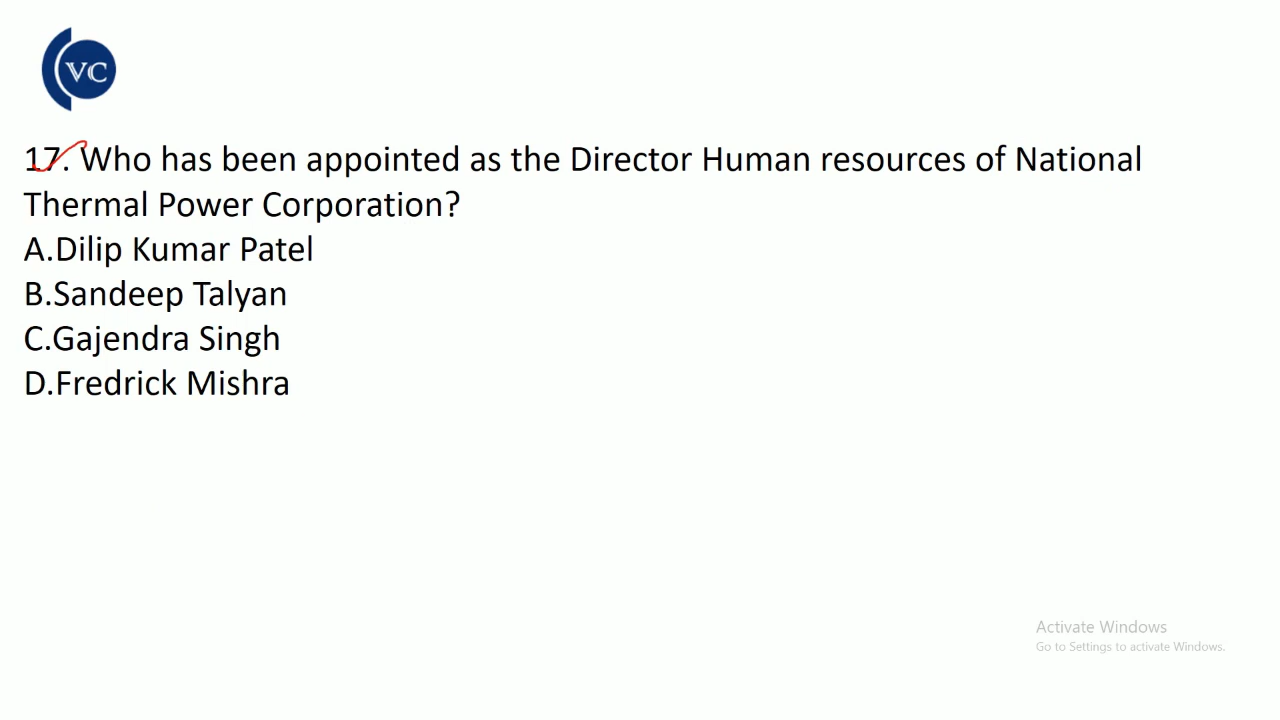 VC
17. Who has been appointed as the Director Human resources of National
Thermal Power Corporation?
A.Dilip Kumar Patel
B.Sandeep Talyan
C.Gajendra Singh
D.Fredrick Mishra
Activate Windows
Go to Settings to activate Windows.